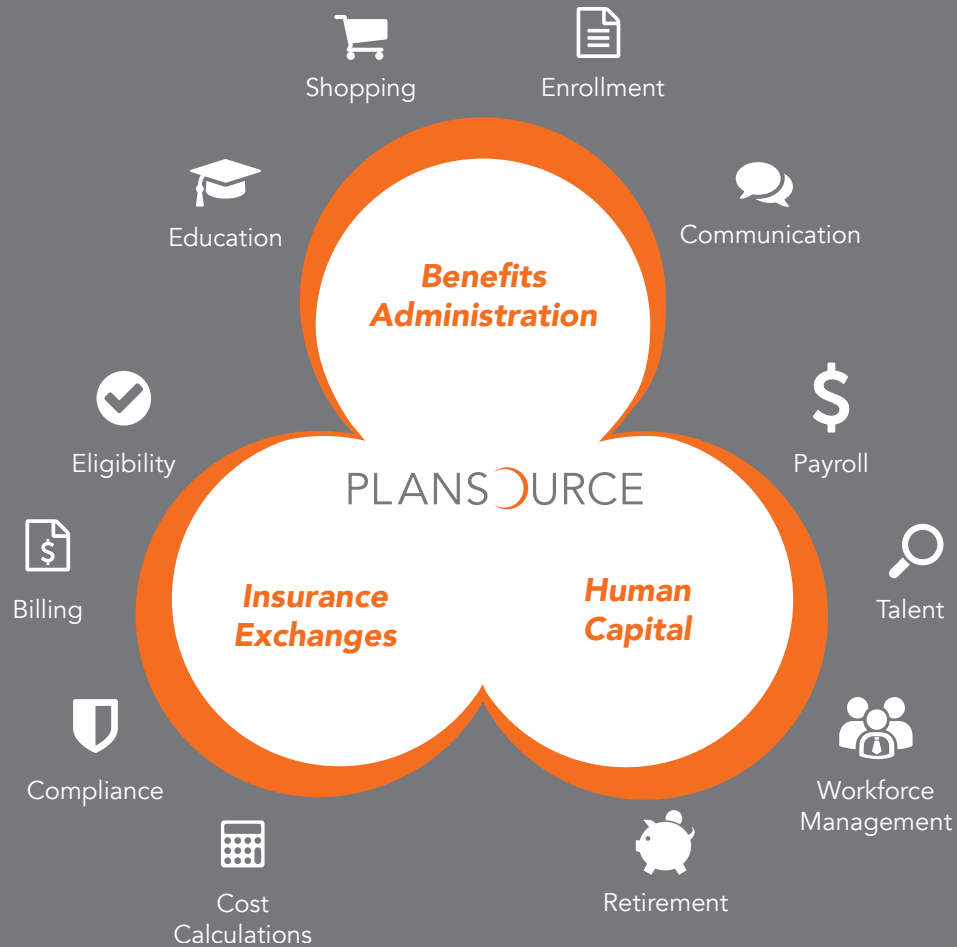 Shopping
Enrollment
Education
Communication
Benefits
Administration
Eligibility
Payroll
PLANSOURCE
Billing
Insurance
Exchanges
Human
Capital
Talent
Compliance
Workforce
Management
Cost
Calculations
Retirement